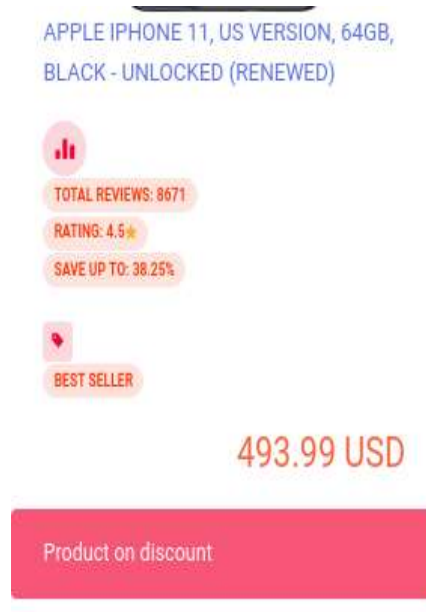 APPLE IPHONE 11, US VERSION, 64GB,
BLACK - UNLOCKED (RENEWED)
TOTAL REVIEWS: 8671
RATING: 4.5⭐
SAVE UP TO: 38.25%
BEST SELLER
493.99 USD
Product on discount